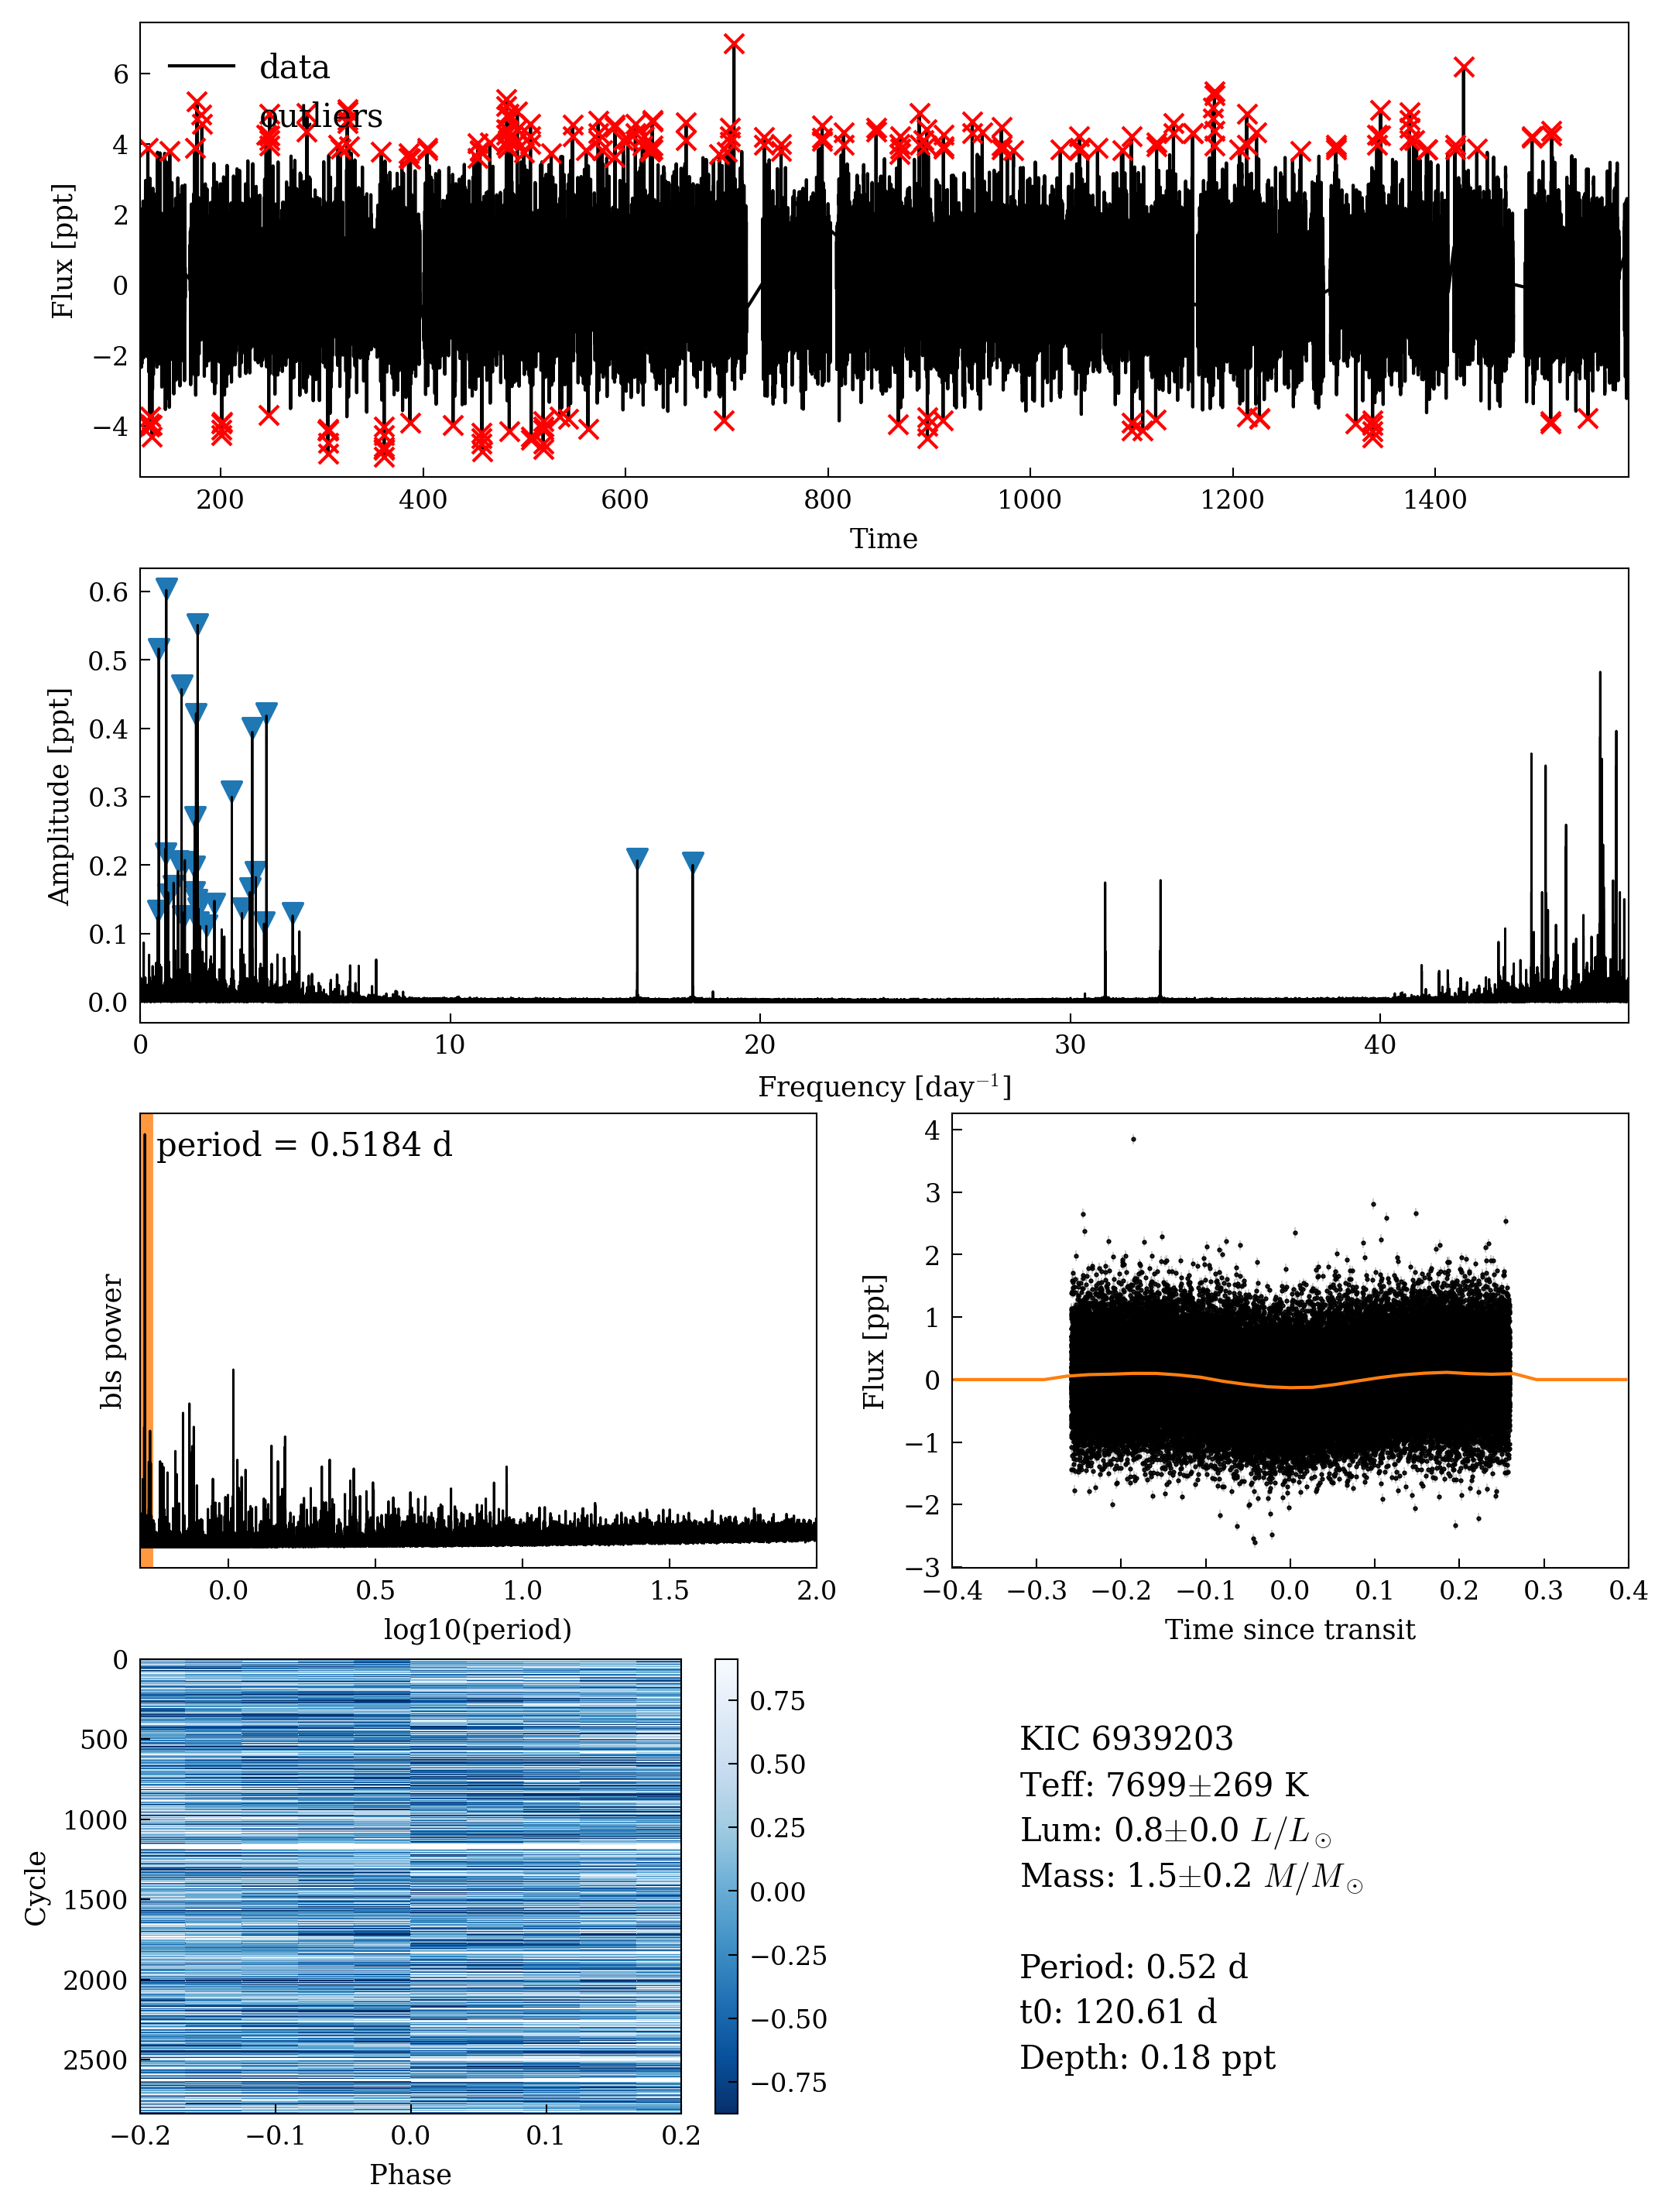 data
outliers
6
4
2
0
−2
−4
Flux [ppt]
200 400 600 800 1000 1200 1400
Time
0.6
0.5
0.4
0.3
0.2
0.1
0.0
Amplitude [ppt]
0 10 20 30 40
Frequency [day⁻¹]
period = 0.5184 d
bls power
0.0 0.5 1.0 1.5 2.0
log10(period)
4
3
2
1
0
−1
−2
−3
Flux [ppt]
−0.4 −0.3 −0.2 −0.1 0.0 0.1 0.2 0.3 0.4
Time since transit
0
500
1000
1500
2000
2500
Cycle
−0.2 −0.1 0.0 0.1 0.2
Phase
0.75
0.50
0.25
0.00
−0.25
−0.50
−0.75
KIC 6939203
Teff: 7699±269 K
Lum: 0.8±0.0 L/L⊙
Mass: 1.5±0.2 M/M⊙
Period: 0.52 d
t0: 120.61 d
Depth: 0.18 ppt